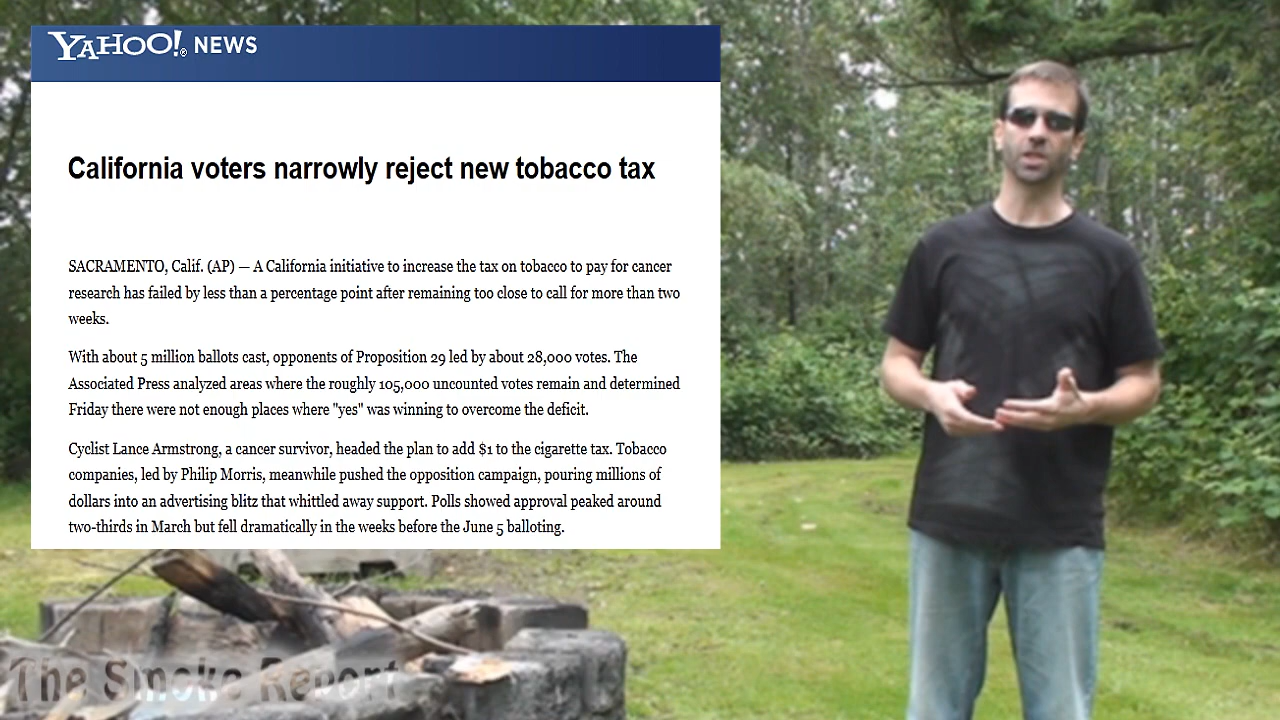 YAHOO! NEWS
California voters narrowly reject new tobacco tax
SACRAMENTO, Calif. (AP) — A California initiative to increase the tax on tobacco to pay for cancer
research has failed by less than a percentage point after remaining too close to call for more than two
weeks.
With about 5 million ballots cast, opponents of Proposition 29 led by about 28,000 votes. The
Associated Press analyzed areas where the roughly 105,000 uncounted votes remain and determined
Friday there were not enough places where "yes" was winning to overcome the deficit.
Cyclist Lance Armstrong, a cancer survivor, headed the plan to add $1 to the cigarette tax. Tobacco
companies, led by Philip Morris, meanwhile pushed the opposition campaign, pouring millions of
dollars into an advertising blitz that whittled away support. Polls showed approval peaked around
two-thirds in March but fell dramatically in the weeks before the June 5 balloting.
The Smoke Report